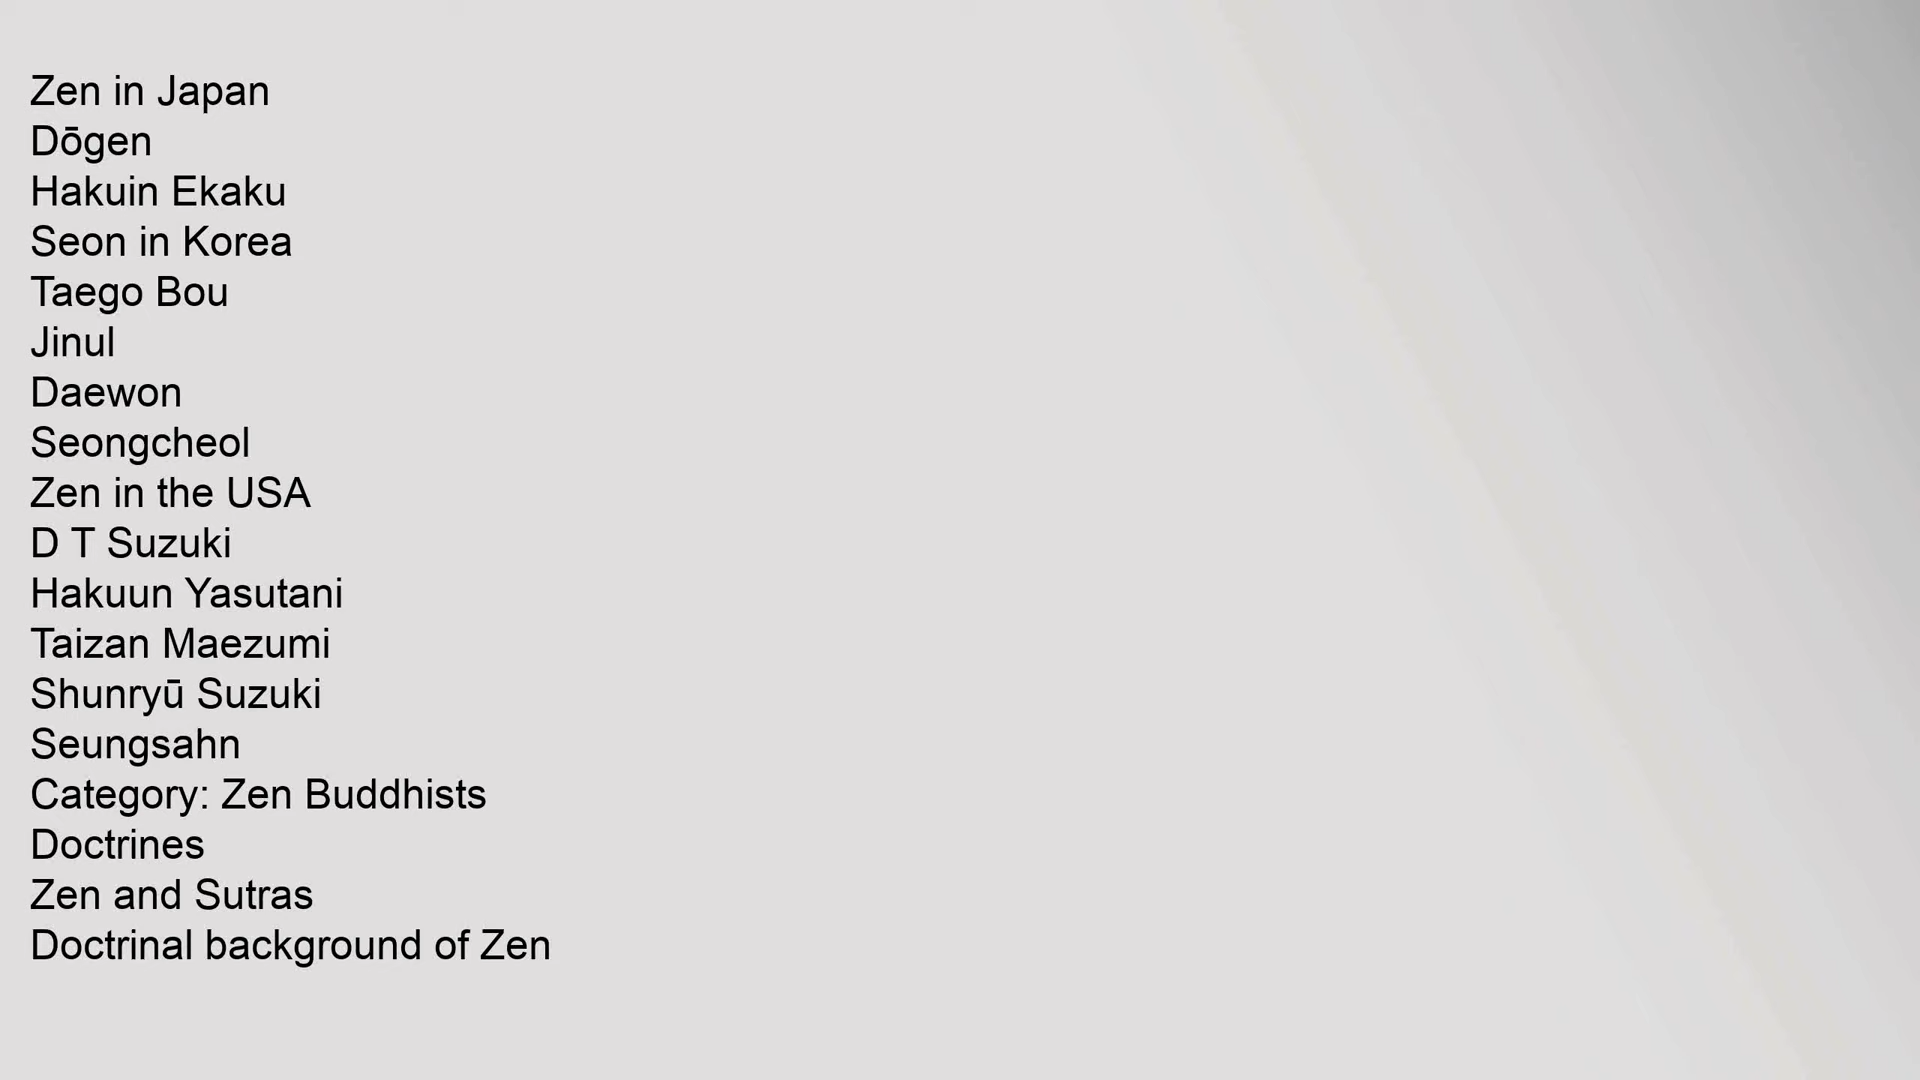 Zen in Japan
Dōgen
Hakuin Ekaku
Seon in Korea
Taego Bou
Jinul
Daewon
Seongcheol
Zen in the USA
D T Suzuki
Hakuun Yasutani
Taizan Maezumi
Shunryū Suzuki
Seungsahn
Category: Zen Buddhists
Doctrines
Zen and Sutras
Doctrinal background of Zen